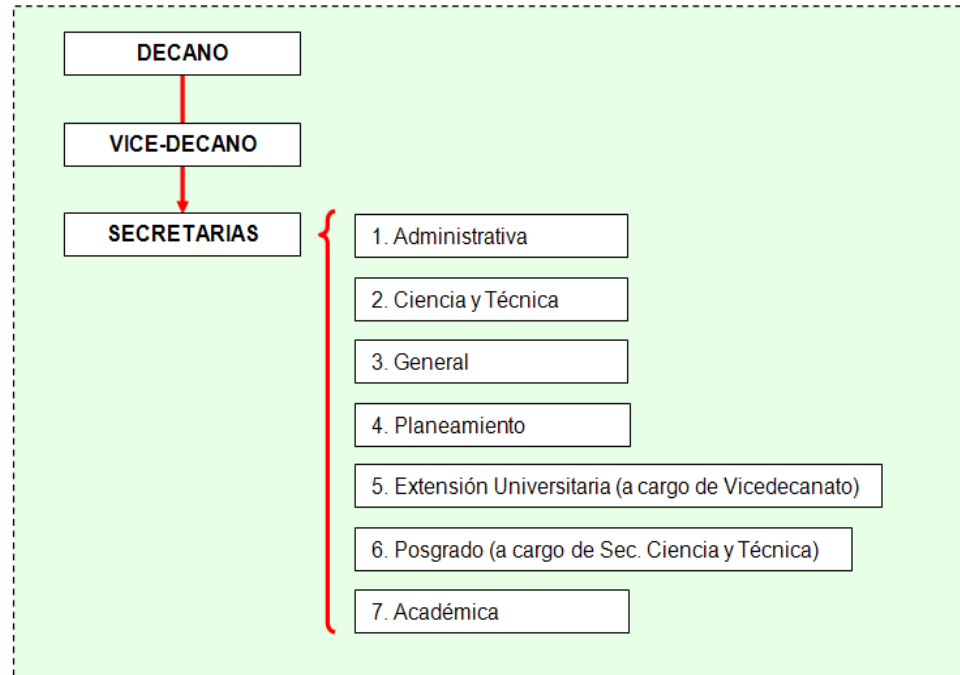 DECANO
VICE-DECANO
SECRETARIAS
1. Administrativa
2. Ciencia y Técnica
3. General
4. Planeamiento
5. Extensión Universitaria (a cargo de Vicedecanato)
6. Posgrado (a cargo de Sec. Ciencia y Técnica)
7. Académica